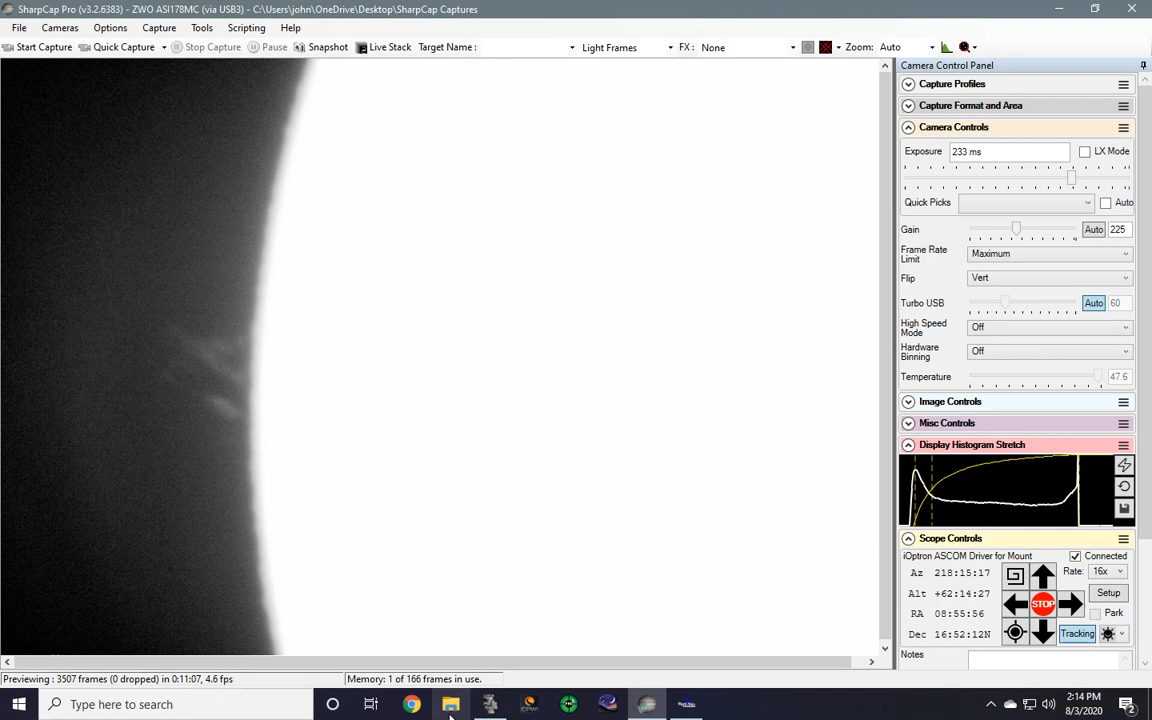 SharpCap Pro (v3.2.6383) - ZWO ASI178MC (via USB3) - C:\Users\john\OneDrive\Desktop\SharpCap Captures
File Cameras Options Capture Tools Scripting Help
Start Capture Quick Capture Stop Capture Pause Snapshot Live Stack Target Name: Light Frames FX: None Zoom: Auto
Camera Control Panel
Capture Profiles
Capture Format and Area
Camera Controls
Exposure 233 ms LX Mode
Quick Picks Auto
Gain Auto 225
Frame Rate
Limit
Maximum
Flip Vert
Turbo USB Auto 60
High Speed
Mode
Off
Hardware
Binning
Off
Temperature 47.6
Image Controls
Misc Controls
Display Histogram Stretch
Scope Controls
iOptron ASCOM Driver for Mount Connected
Az 218:15:17 Rate: 16x
Alt +62:14:27 STOP Setup
RA 08:55:56 Park
Dec 16:52:12N Tracking
Notes
Previewing : 3507 frames (0 dropped) in 0:11:07, 4.6 fps Memory: 1 of 166 frames in use.
Type here to search
2:14 PM
8/3/2020
2